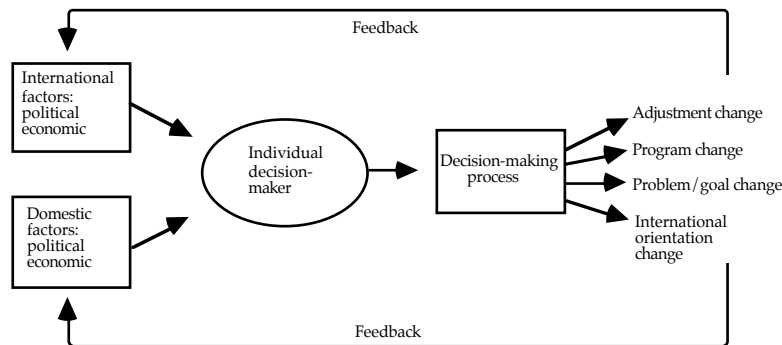 Feedback
International
factors:
political
economic
Domestic
factors:
political
economic
Individual
decision-
maker
Decision-making
process
Adjustment change
Program change
Problem/goal change
International
orientation
change
Feedback